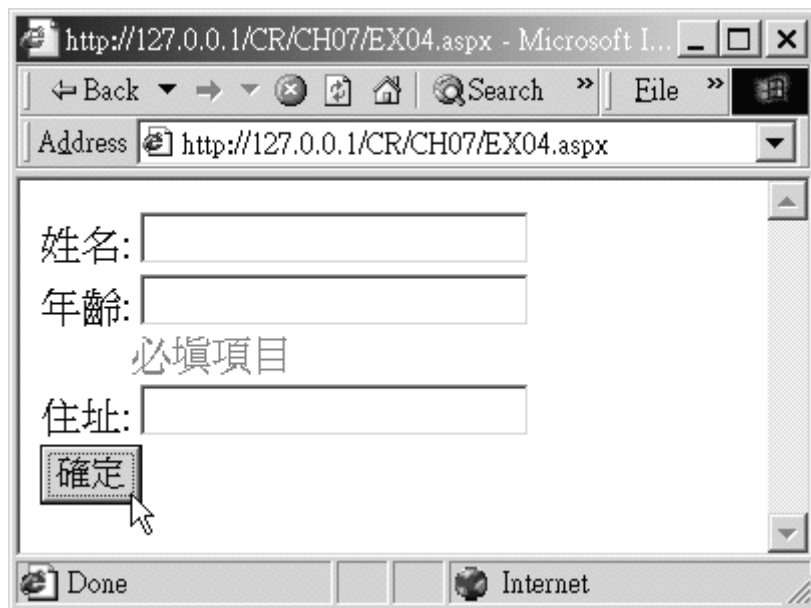 http://127.0.0.1/CR/CH07/EX04.aspx - Microsoft I...
Back Search » File »
Address http://127.0.0.1/CR/CH07/EX04.aspx
姓名:
年齡:
必填項目
住址:
確定
Done Internet